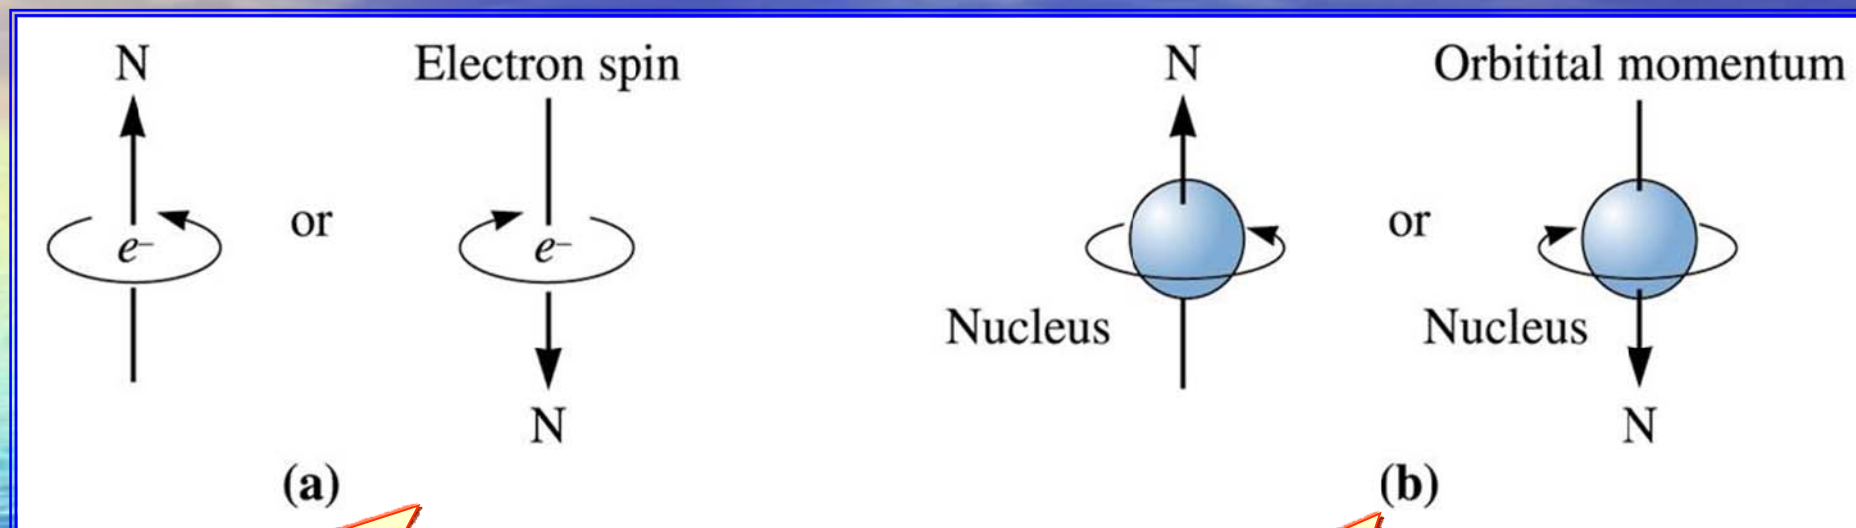 N
Electron spin
e–
or
e–
N
(a)
N
Orbitital momentum
or
Nucleus
Nucleus
N
(b)